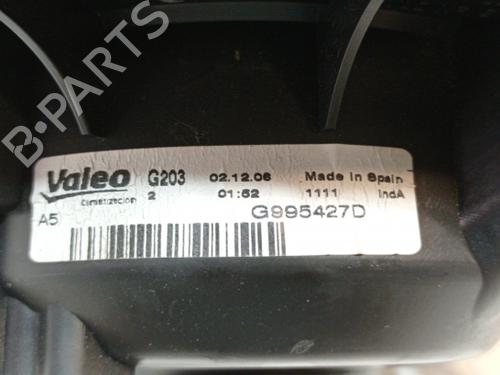 B-PARTS
Valeo G203 02.12.06 Made In Spain
climatización 2 01:52 1111 IndA
A5 G995427D